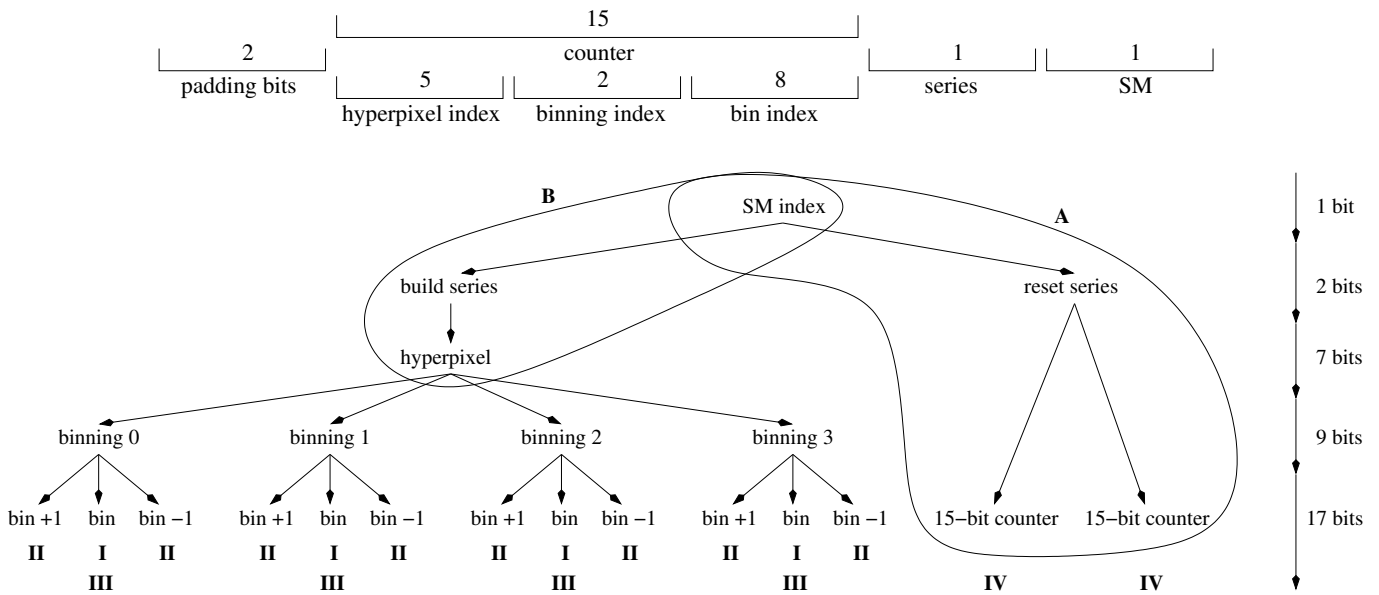 15
counter
2 1 1
padding bits series SM
5 2 8
hyperpixel index binning index bin index
B SM index A 1 bit
build series reset series 2 bits
hyperpixel 7 bits
binning 0 binning 1 binning 2 binning 3 9 bits
bin +1 bin bin −1 bin +1 bin bin −1 bin +1 bin bin −1 bin +1 bin bin −1 15−bit counter 15−bit counter 17 bits
II I II II I II II I II II I II
III III III III IV IV